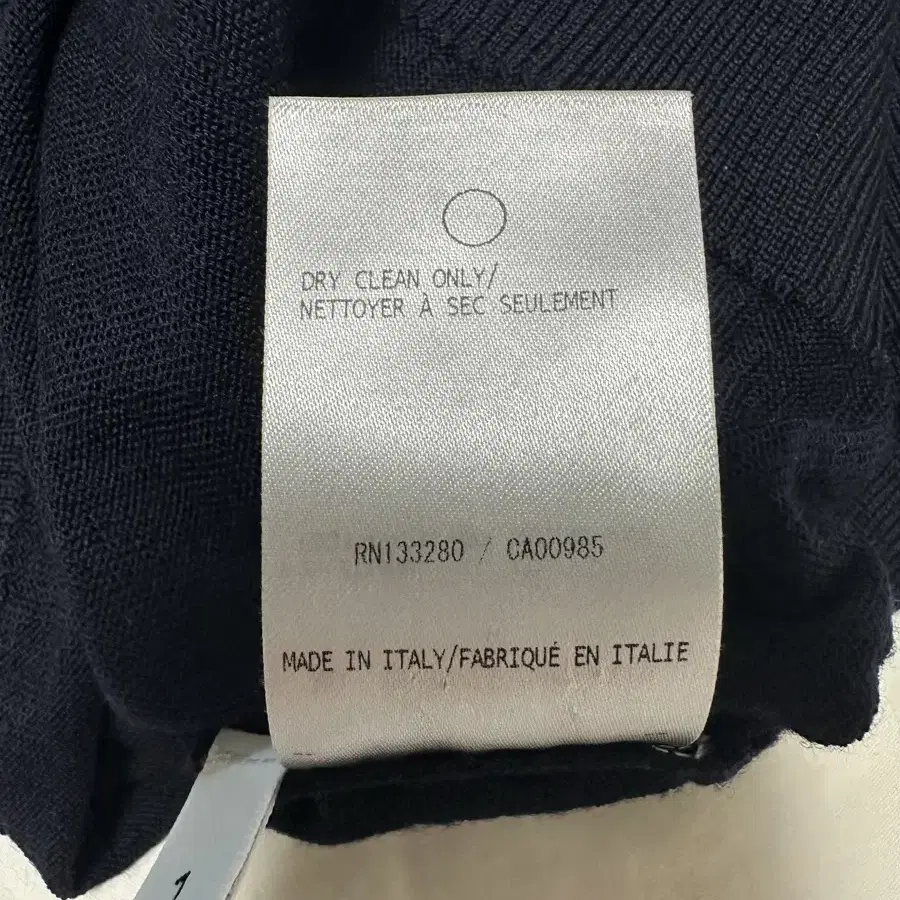 DRY CLEAN ONLY/
NETTOYER À SEC SEULEMENT
RN133280 / CA00985
MADE IN ITALY/FABRIQUÉ EN ITALIE